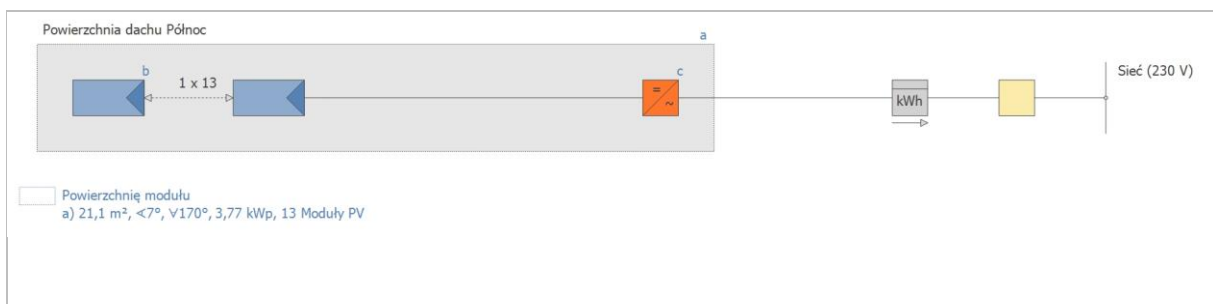 Powierzchnia dachu Północ
a
b
1 x 13
c
=
~
kWh
Sieć (230 V)
Powierzchnię modułu
a) 21,1 m², ∢7°, ∀170°, 3,77 kWp, 13 Moduły PV